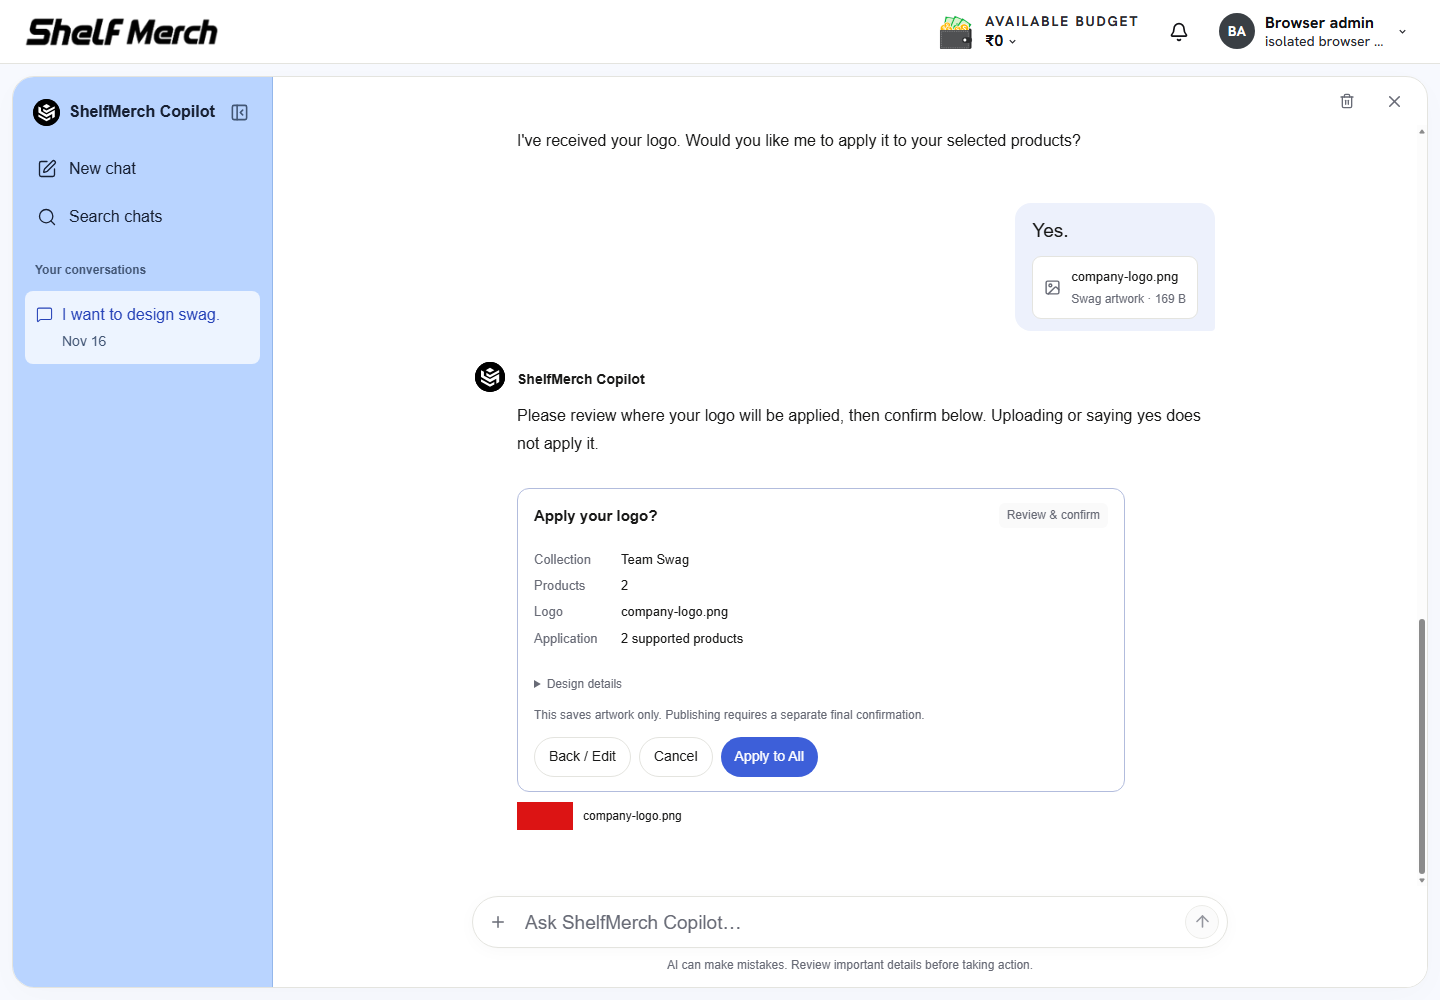 Shelf Merch
AVAILABLE BUDGET
₹0
BA
Browser admin
isolated browser ...
ShelfMerch Copilot
New chat
Search chats
Your conversations
I want to design swag.
Nov 16
I've received your logo. Would you like me to apply it to your selected products?
Yes.
company-logo.png
Swag artwork · 169 B
ShelfMerch Copilot
Please review where your logo will be applied, then confirm below. Uploading or saying yes does
not apply it.
Apply your logo?
Review & confirm
Collection Team Swag
Products 2
Logo company-logo.png
Application 2 supported products
Design details
This saves artwork only. Publishing requires a separate final confirmation.
Back / Edit Cancel Apply to All
company-logo.png
Ask ShelfMerch Copilot…
AI can make mistakes. Review important details before taking action.